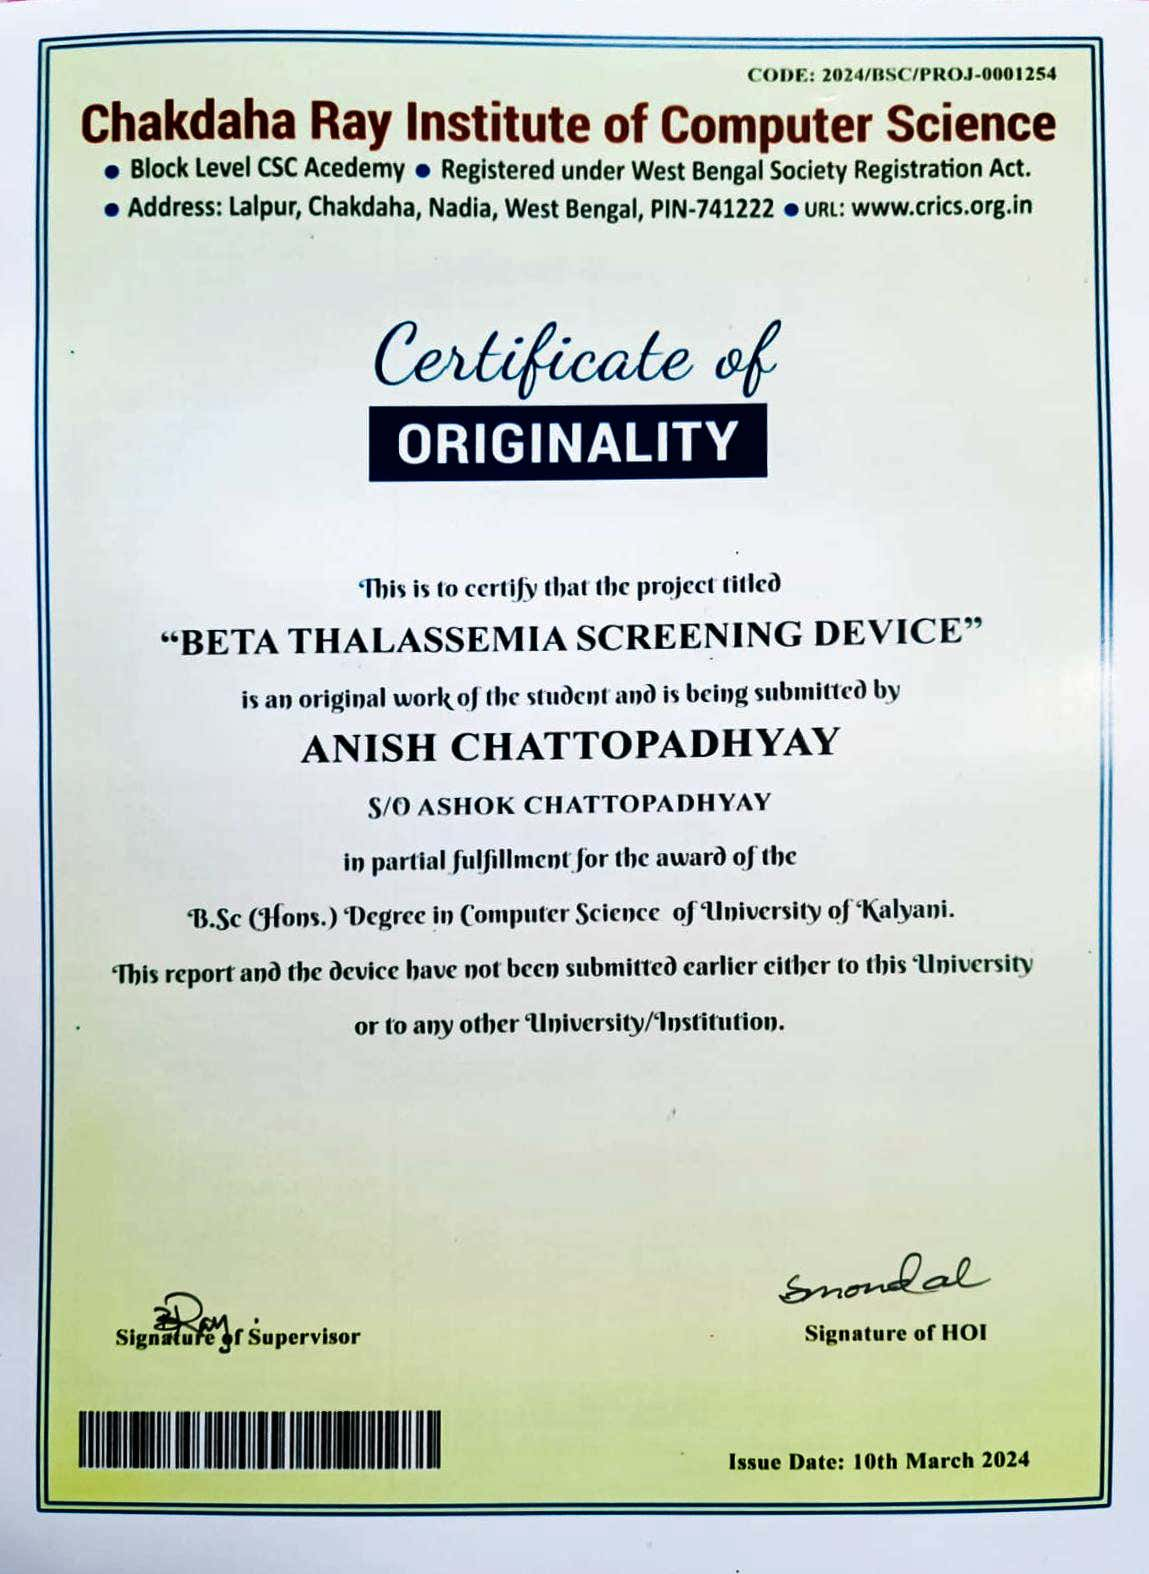 CODE: 2024/BSC/PROJ-0001254
Chakdaha Ray Institute of Computer Science
● Block Level CSC Acedemy ● Registered under West Bengal Society Registration Act.
● Address: Lalpur, Chakdaha, Nadia, West Bengal, PIN-741222 ● URL: www.crics.org.in
Certificate of
ORIGINALITY
This is to certify that the project titled
“BETA THALASSEMIA SCREENING DEVICE”
is an original work of the student and is being submitted by
ANISH CHATTOPADHYAY
S/O ASHOK CHATTOPADHYAY
in partial fulfillment for the award of the
B.Sc (Hons.) Degree in Computer Science of University of Kalyani.
This report and the device have not been submitted earlier either to this University
or to any other University/Institution.
Smondal
Ray
Signature of Supervisor
Signature of HOI
Issue Date: 10th March 2024